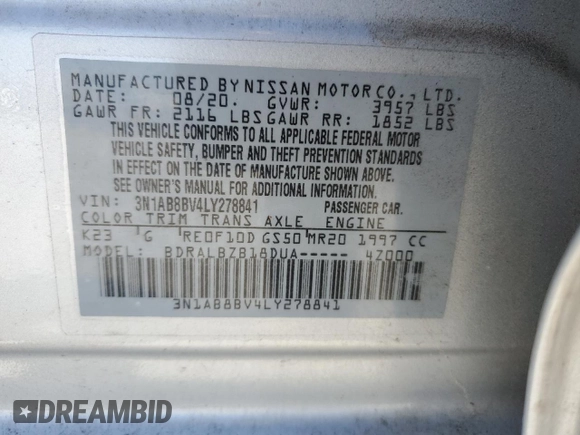 MANUFACTURED BY NISSAN MOTOR CO., LTD.
DATE: 08/20. GVWR: 3957 LBS
GAWR FR: 2116 LBS GAWR RR: 1852 LBS
THIS VEHICLE CONFORMS TO ALL APPLICABLE FEDERAL MOTOR
VEHICLE SAFETY, BUMPER AND THEFT PREVENTION STANDARDS
IN EFFECT ON THE DATE OF MANUFACTURE SHOWN ABOVE.
SEE OWNER'S MANUAL FOR ADDITIONAL INFORMATION.
VIN: 3N1AB8BV4LY278841 PASSENGER CAR.
COLOR TRIM TRANS AXLE ENGINE
K23 G RE0F10D GS50 MR20 1997 CC
MODEL: BDRALBZB18DUA----- 4Z000
3N1AB8BV4LY278841
DREAMBID